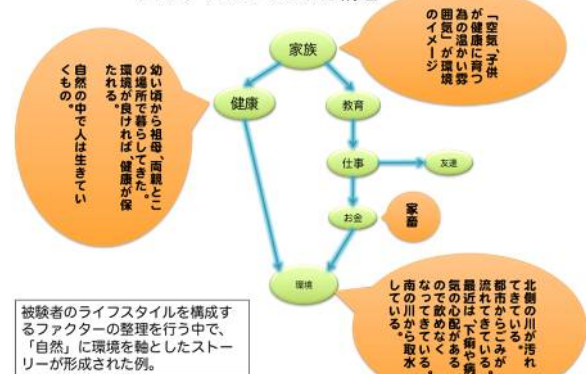 「空気、子供
が健康に育つ
為の温かい雰
囲気」が環境
のイメージ
家族
健康
教育
仕事
友達
お金
環境
幼い頃から祖母、両親とこ
の場所で暮らしてきた。
環境が良ければ、健康が保
たれる。
自然の中で人は生きてい
くもの。
家畜
北側の川が汚れ
てきている。
都市からごみが
流れてきている。
最近は、下痢や病
気の心配がある
ので飲めなく
なってきている。
南の川から取水
している。
被験者のライフスタイルを構成す
るファクターの整理を行う中で、
「自然」に環境を軸としたストー
リーが形成された例。